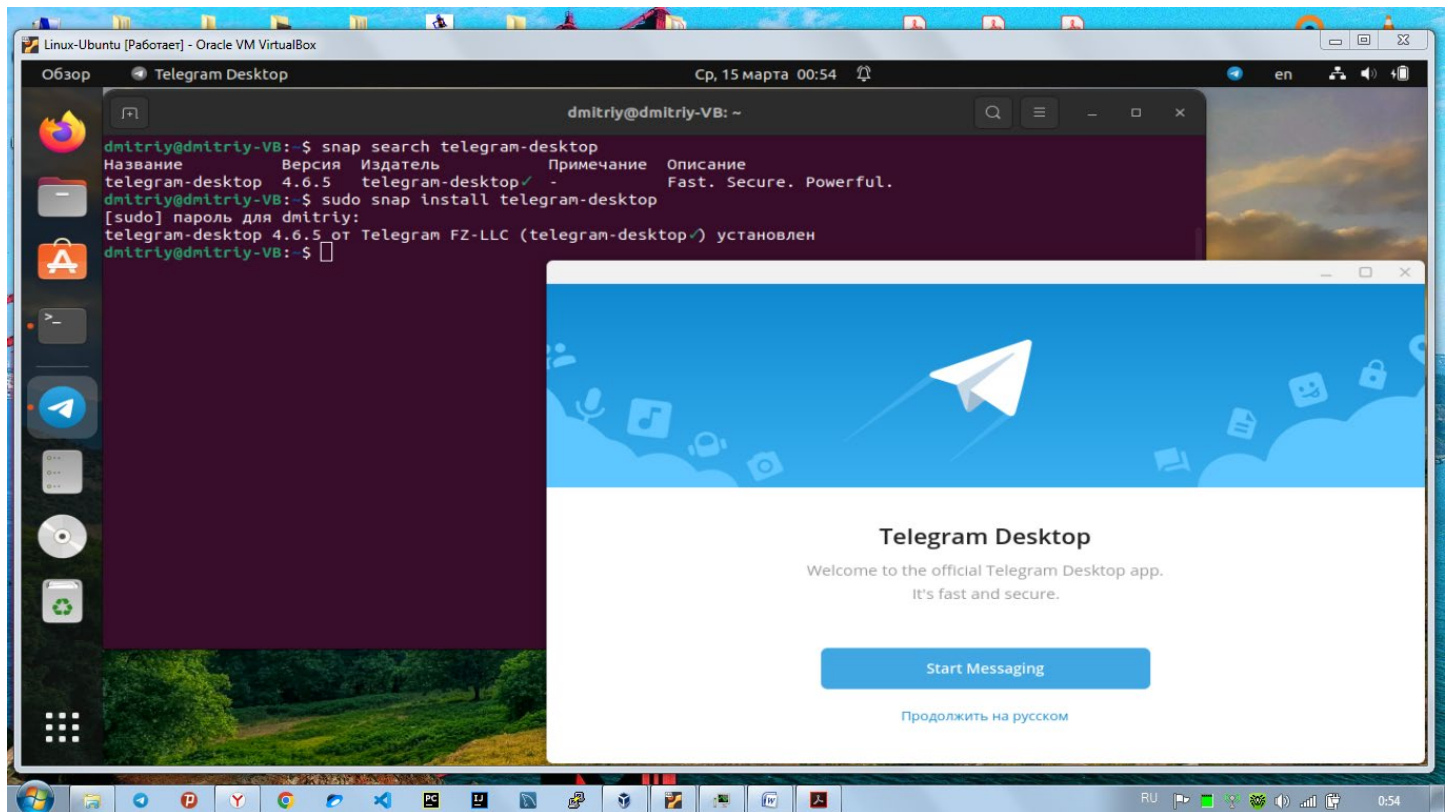 Linux-Ubuntu [Работает] - Oracle VM VirtualBox
Обзор Telegram Desktop Ср, 15 марта 00:54 en
dmitriy@dmitriy-VB: ~
dmitriy@dmitriy-VB:~$ snap search telegram-desktop
Название Версия Издатель Примечание Описание
telegram-desktop 4.6.5 telegram-desktop✓ - Fast. Secure. Powerful.
dmitriy@dmitriy-VB:~$ sudo snap install telegram-desktop
[sudo] пароль для dmitriy:
telegram-desktop 4.6.5 от Telegram FZ-LLC (telegram-desktop✓) установлен
dmitriy@dmitriy-VB:~$
Telegram Desktop
Welcome to the official Telegram Desktop app.
It's fast and secure.
Start Messaging
Продолжить на русском
RU 0:54